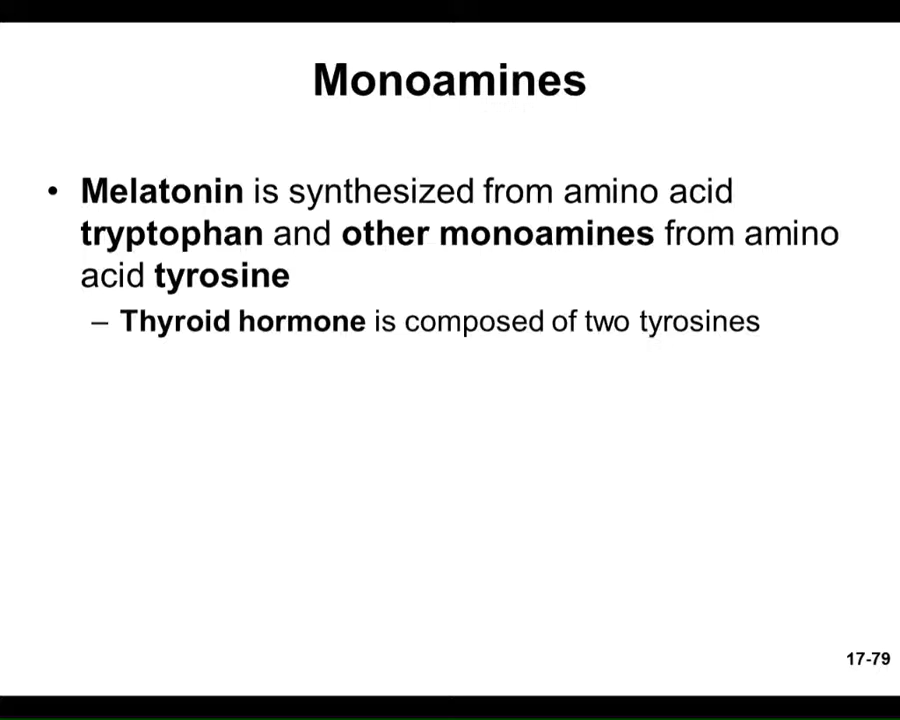 Monoamines
• Melatonin is synthesized from amino acid
tryptophan and other monoamines from amino
acid tyrosine
– Thyroid hormone is composed of two tyrosines
17-79